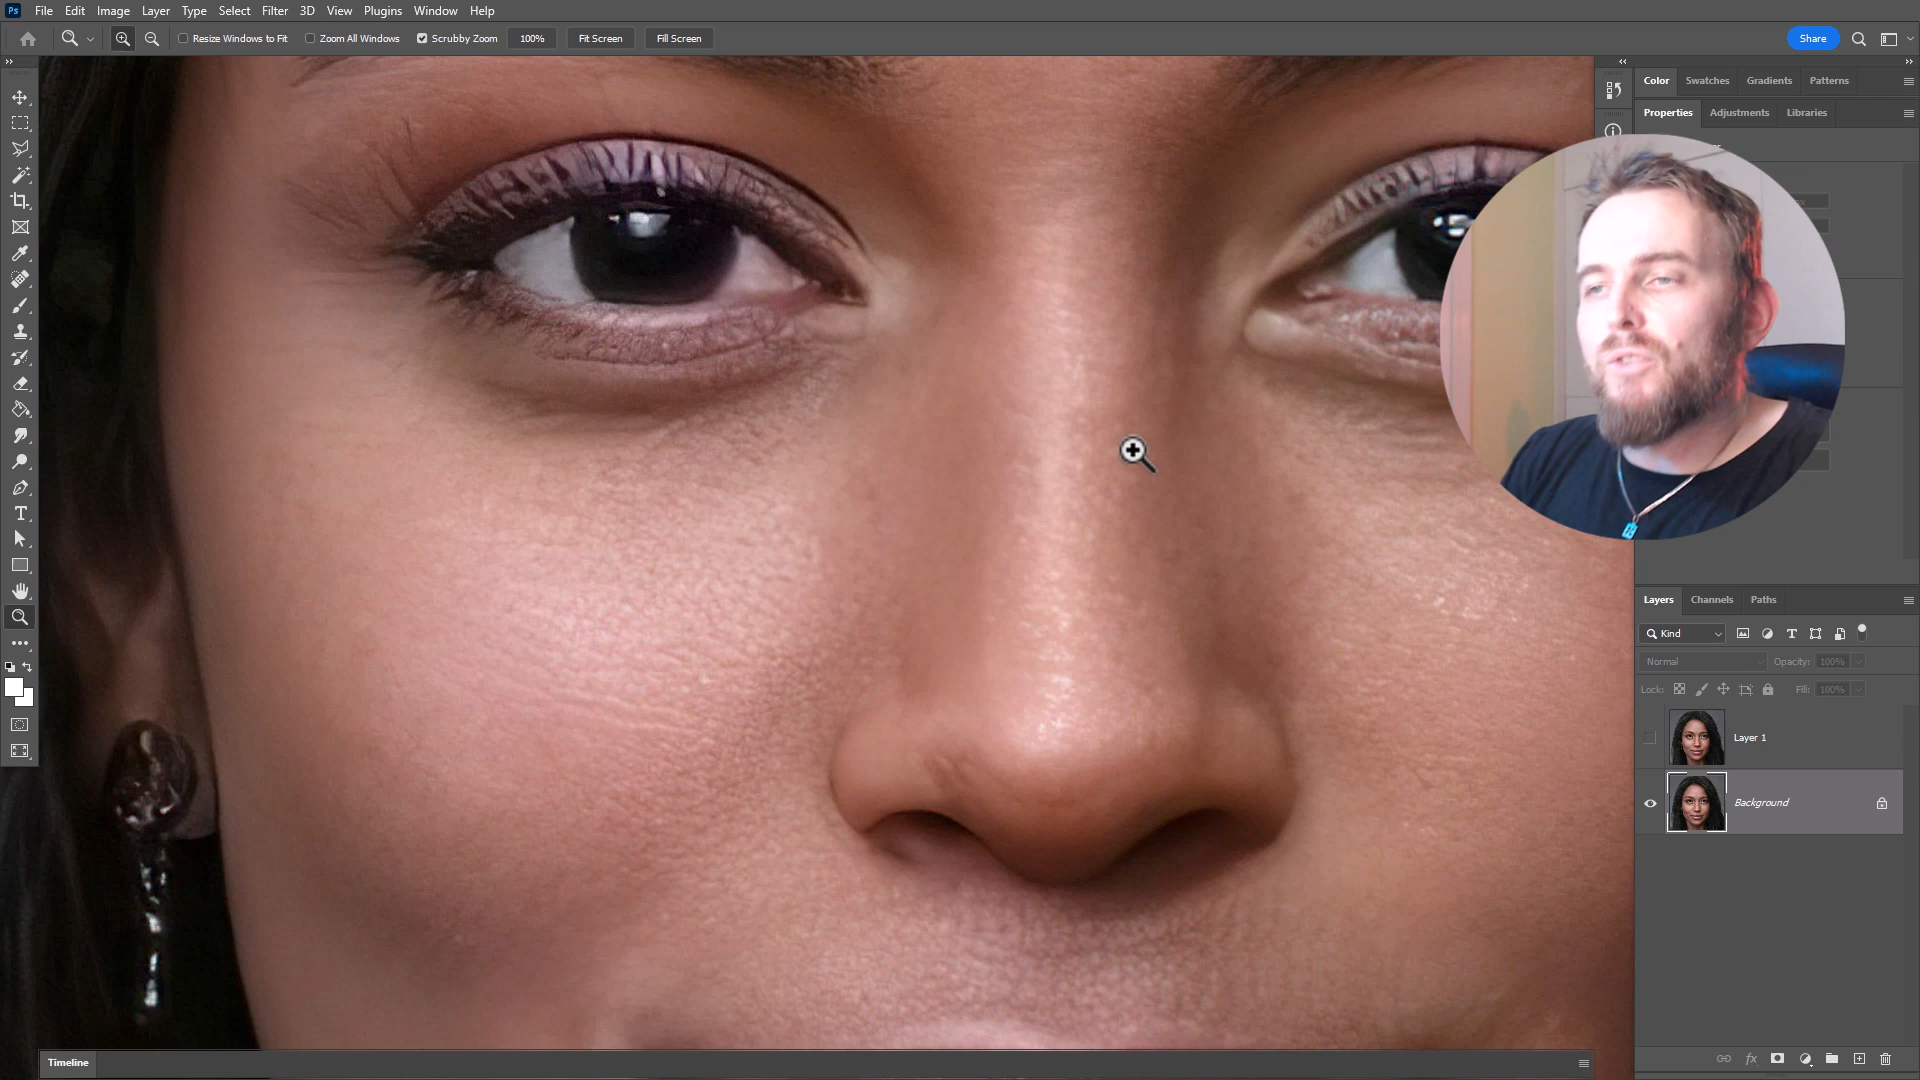 Ps File Edit Image Layer Type Select Filter 3D View Plugins Window Help
Resize Windows to Fit Zoom All Windows Scrubby Zoom 100% Fit Screen Fill Screen Share
Color Swatches Gradients Patterns
Properties Adjustments Libraries
Layers Channels Paths
Kind
Normal Opacity: 100%
Lock: Fill: 100%
Layer 1
Background
fx
Timeline